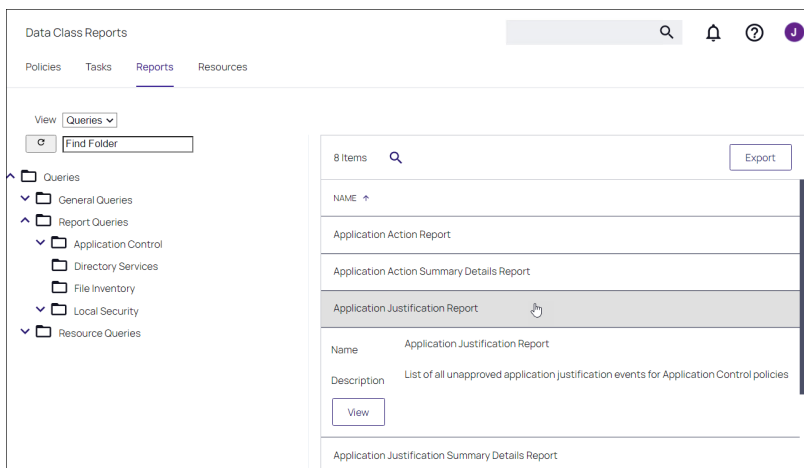 Data Class Reports
J
Policies Tasks Reports Resources
View Queries
Find Folder
8 Items
Export
Queries
General Queries
Report Queries
Application Control
Directory Services
File Inventory
Local Security
Resource Queries
NAME
Application Action Report
Application Action Summary Details Report
Application Justification Report
Name Application Justification Report
Description List of all unapproved application justification events for Application Control policies
View
Application Justification Summary Details Report